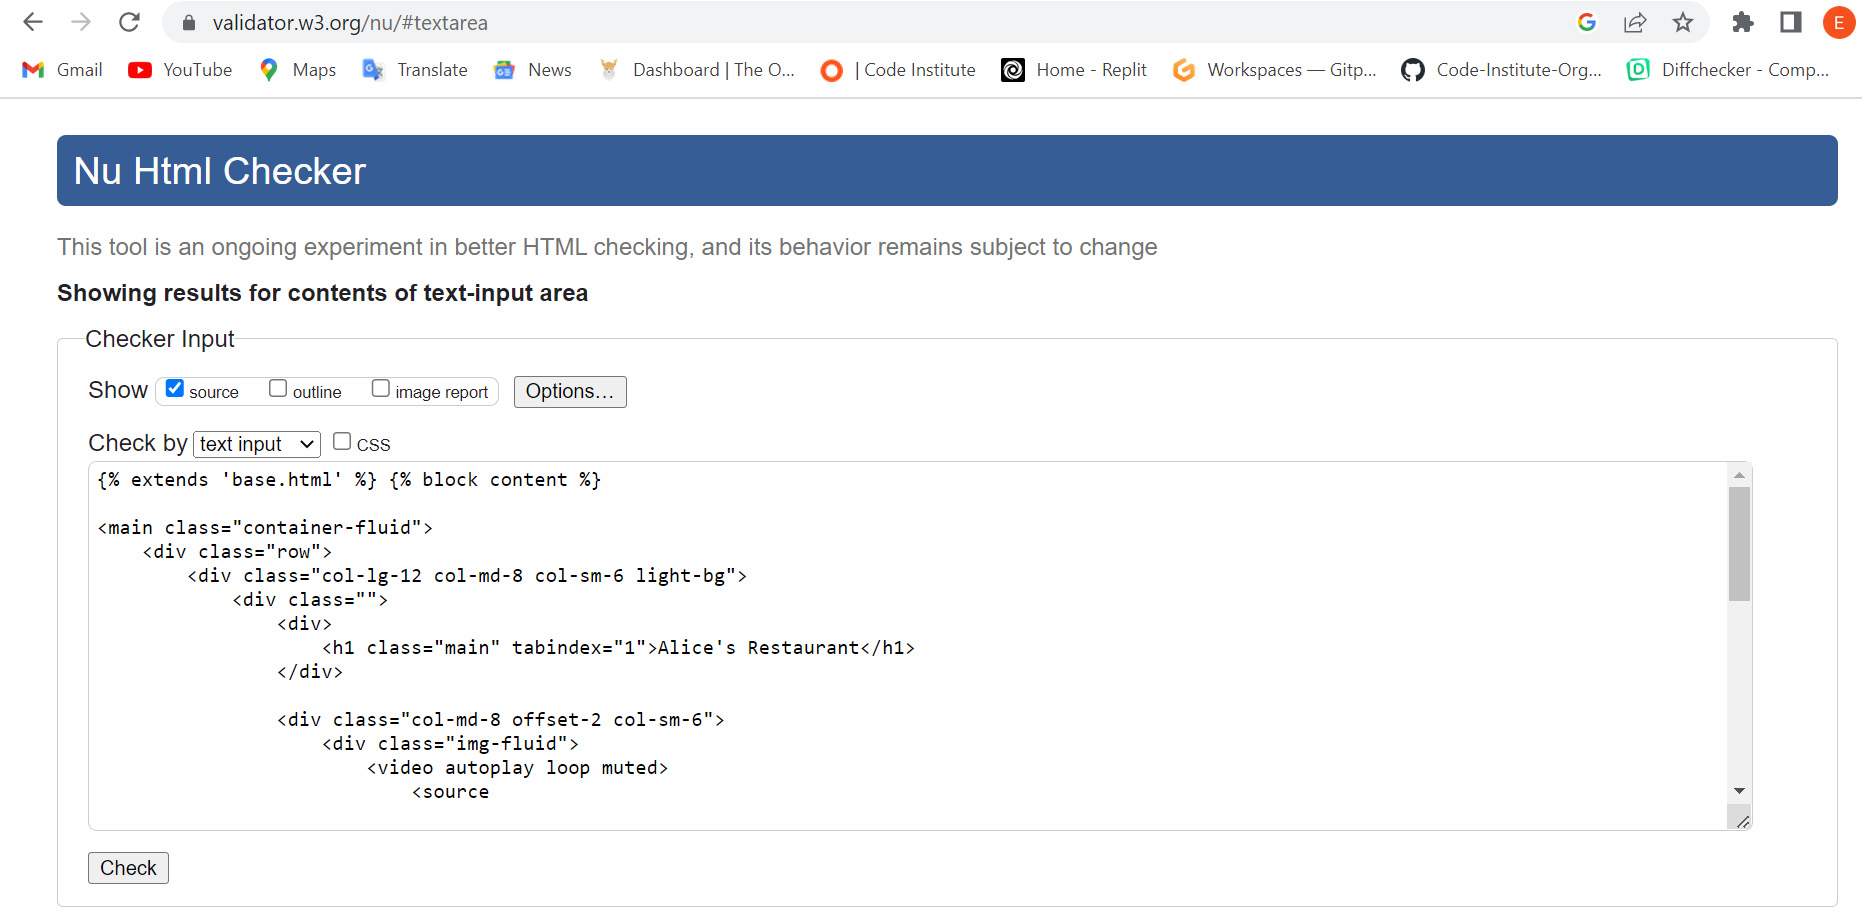 validator.w3.org/nu/#textarea
E
Gmail YouTube Maps Translate News Dashboard | The O... | Code Institute Home - Replit Workspaces — Gitp... Code-Institute-Org... Diffchecker - Comp...
Nu Html Checker
This tool is an ongoing experiment in better HTML checking, and its behavior remains subject to change
Showing results for contents of text-input area
Checker Input
Show source outline image report Options...
Check by text input CSS
{% extends 'base.html' %} {% block content %}
<main class="container-fluid">
<div class="row">
<div class="col-lg-12 col-md-8 col-sm-6 light-bg">
<div class="">
<div>
<h1 class="main" tabindex="1">Alice's Restaurant</h1>
</div>
<div class="col-md-8 offset-2 col-sm-6">
<div class="img-fluid">
<video autoplay loop muted>
<source
Check